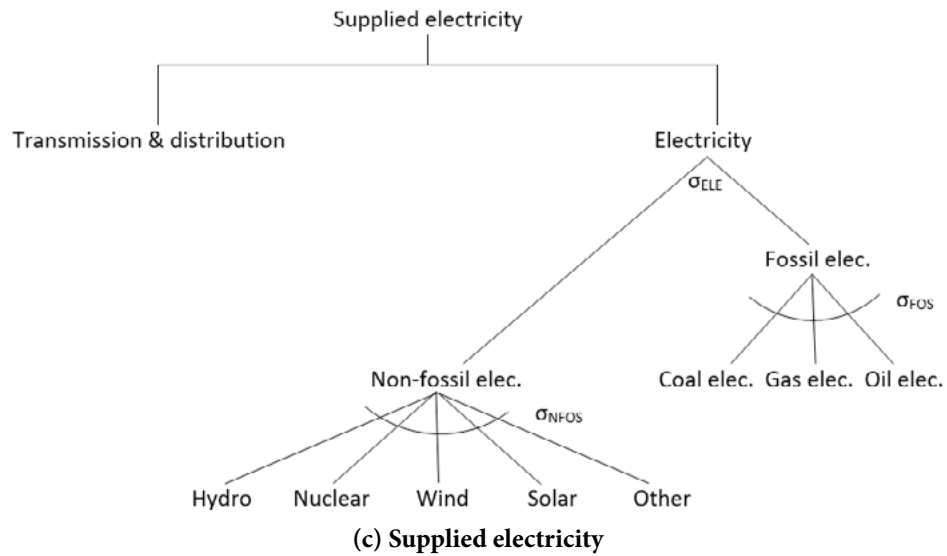 Supplied electricity
Transmission & distribution
Electricity
σELE
Fossil elec.
σFOS
Coal elec. Gas elec. Oil elec.
Non-fossil elec.
σNFOS
Hydro Nuclear Wind Solar Other
(c) Supplied electricity